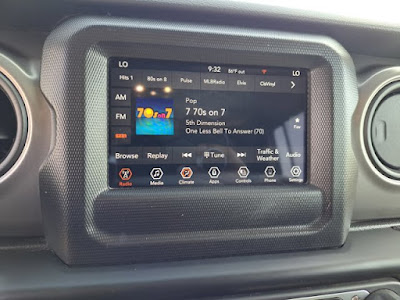 9:32 86°F out
LO LO
Hits 1 80s on 8 Pulse MLBRadio Elvis ClsVinyl
AM
FM
70s on 7
Pop
7 70s on 7
5th Dimension
One Less Bell To Answer (70)
Fav
Browse Replay Tune Traffic & Weather Audio
Radio Media Climate Apps Controls Phone Settings